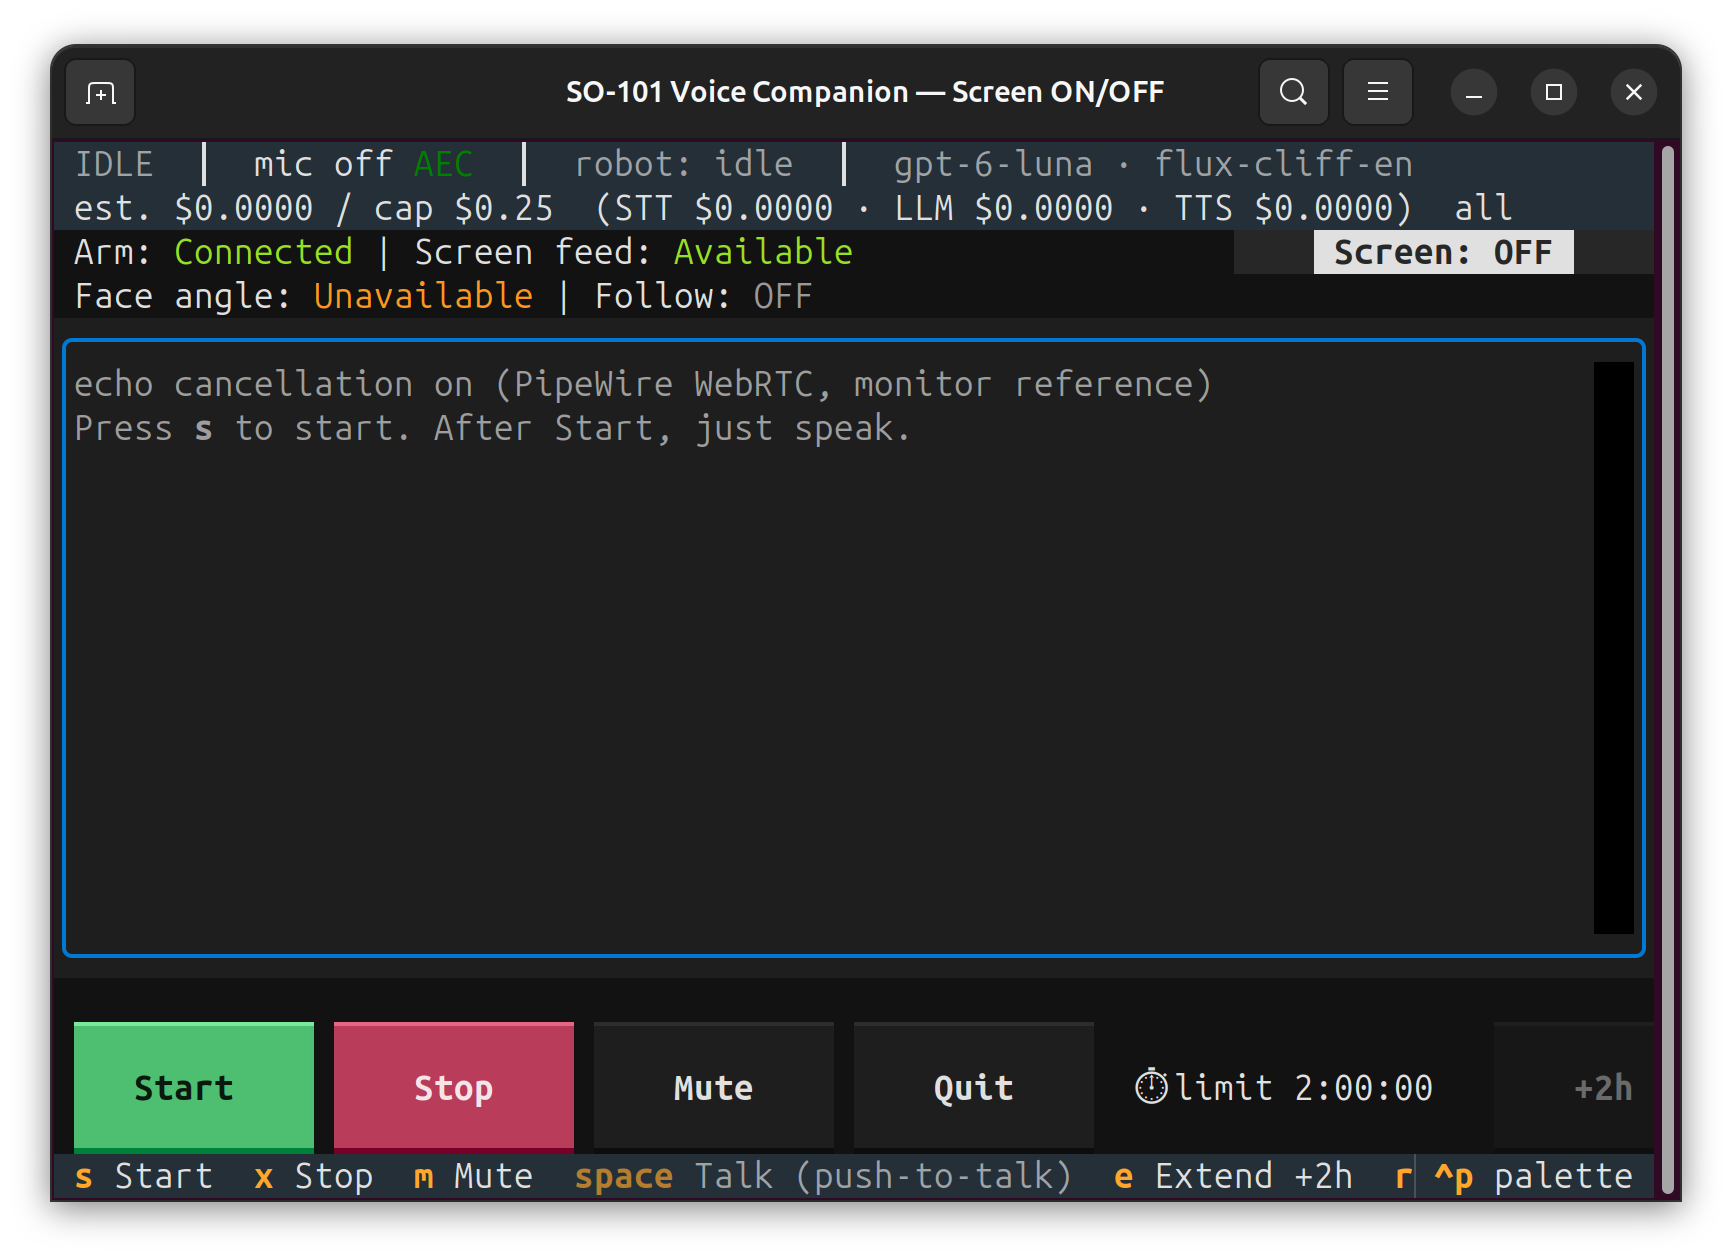 SO-101 Voice Companion — Screen ON/OFF
IDLE | mic off AEC | robot: idle | gpt-6-luna · flux-cliff-en
est. $0.0000 / cap $0.25 (STT $0.0000 · LLM $0.0000 · TTS $0.0000) all
Arm: Connected | Screen feed: Available Screen: OFF
Face angle: Unavailable | Follow: OFF
echo cancellation on (PipeWire WebRTC, monitor reference)
Press s to start. After Start, just speak.
Start Stop Mute Quit ⏱limit 2:00:00 +2h
s Start x Stop m Mute space Talk (push-to-talk) e Extend +2h r ^p palette